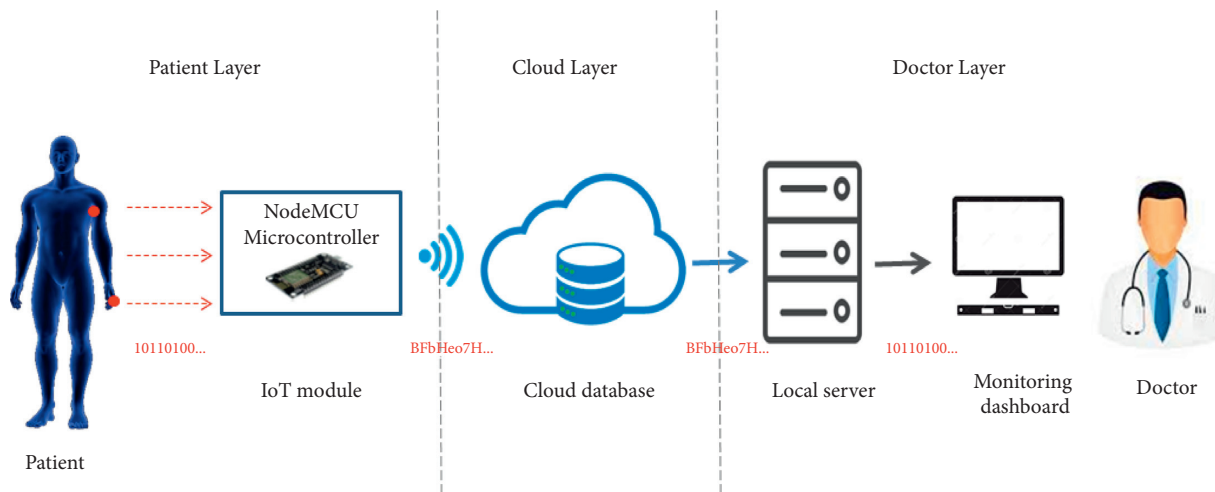 Patient Layer
Cloud Layer
Doctor Layer
NodeMCU
Microcontroller
10110100...
BFbHeo7H...
BFbHeo7H...
10110100...
IoT module
Cloud database
Local server
Monitoring
dashboard
Doctor
Patient